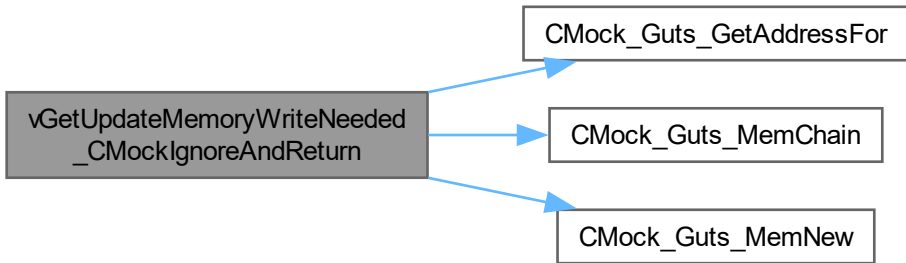 CMock_Guts_GetAddressFor
vGetUpdateMemoryWriteNeeded
_CMockIgnoreAndReturn
CMock_Guts_MemChain
CMock_Guts_MemNew